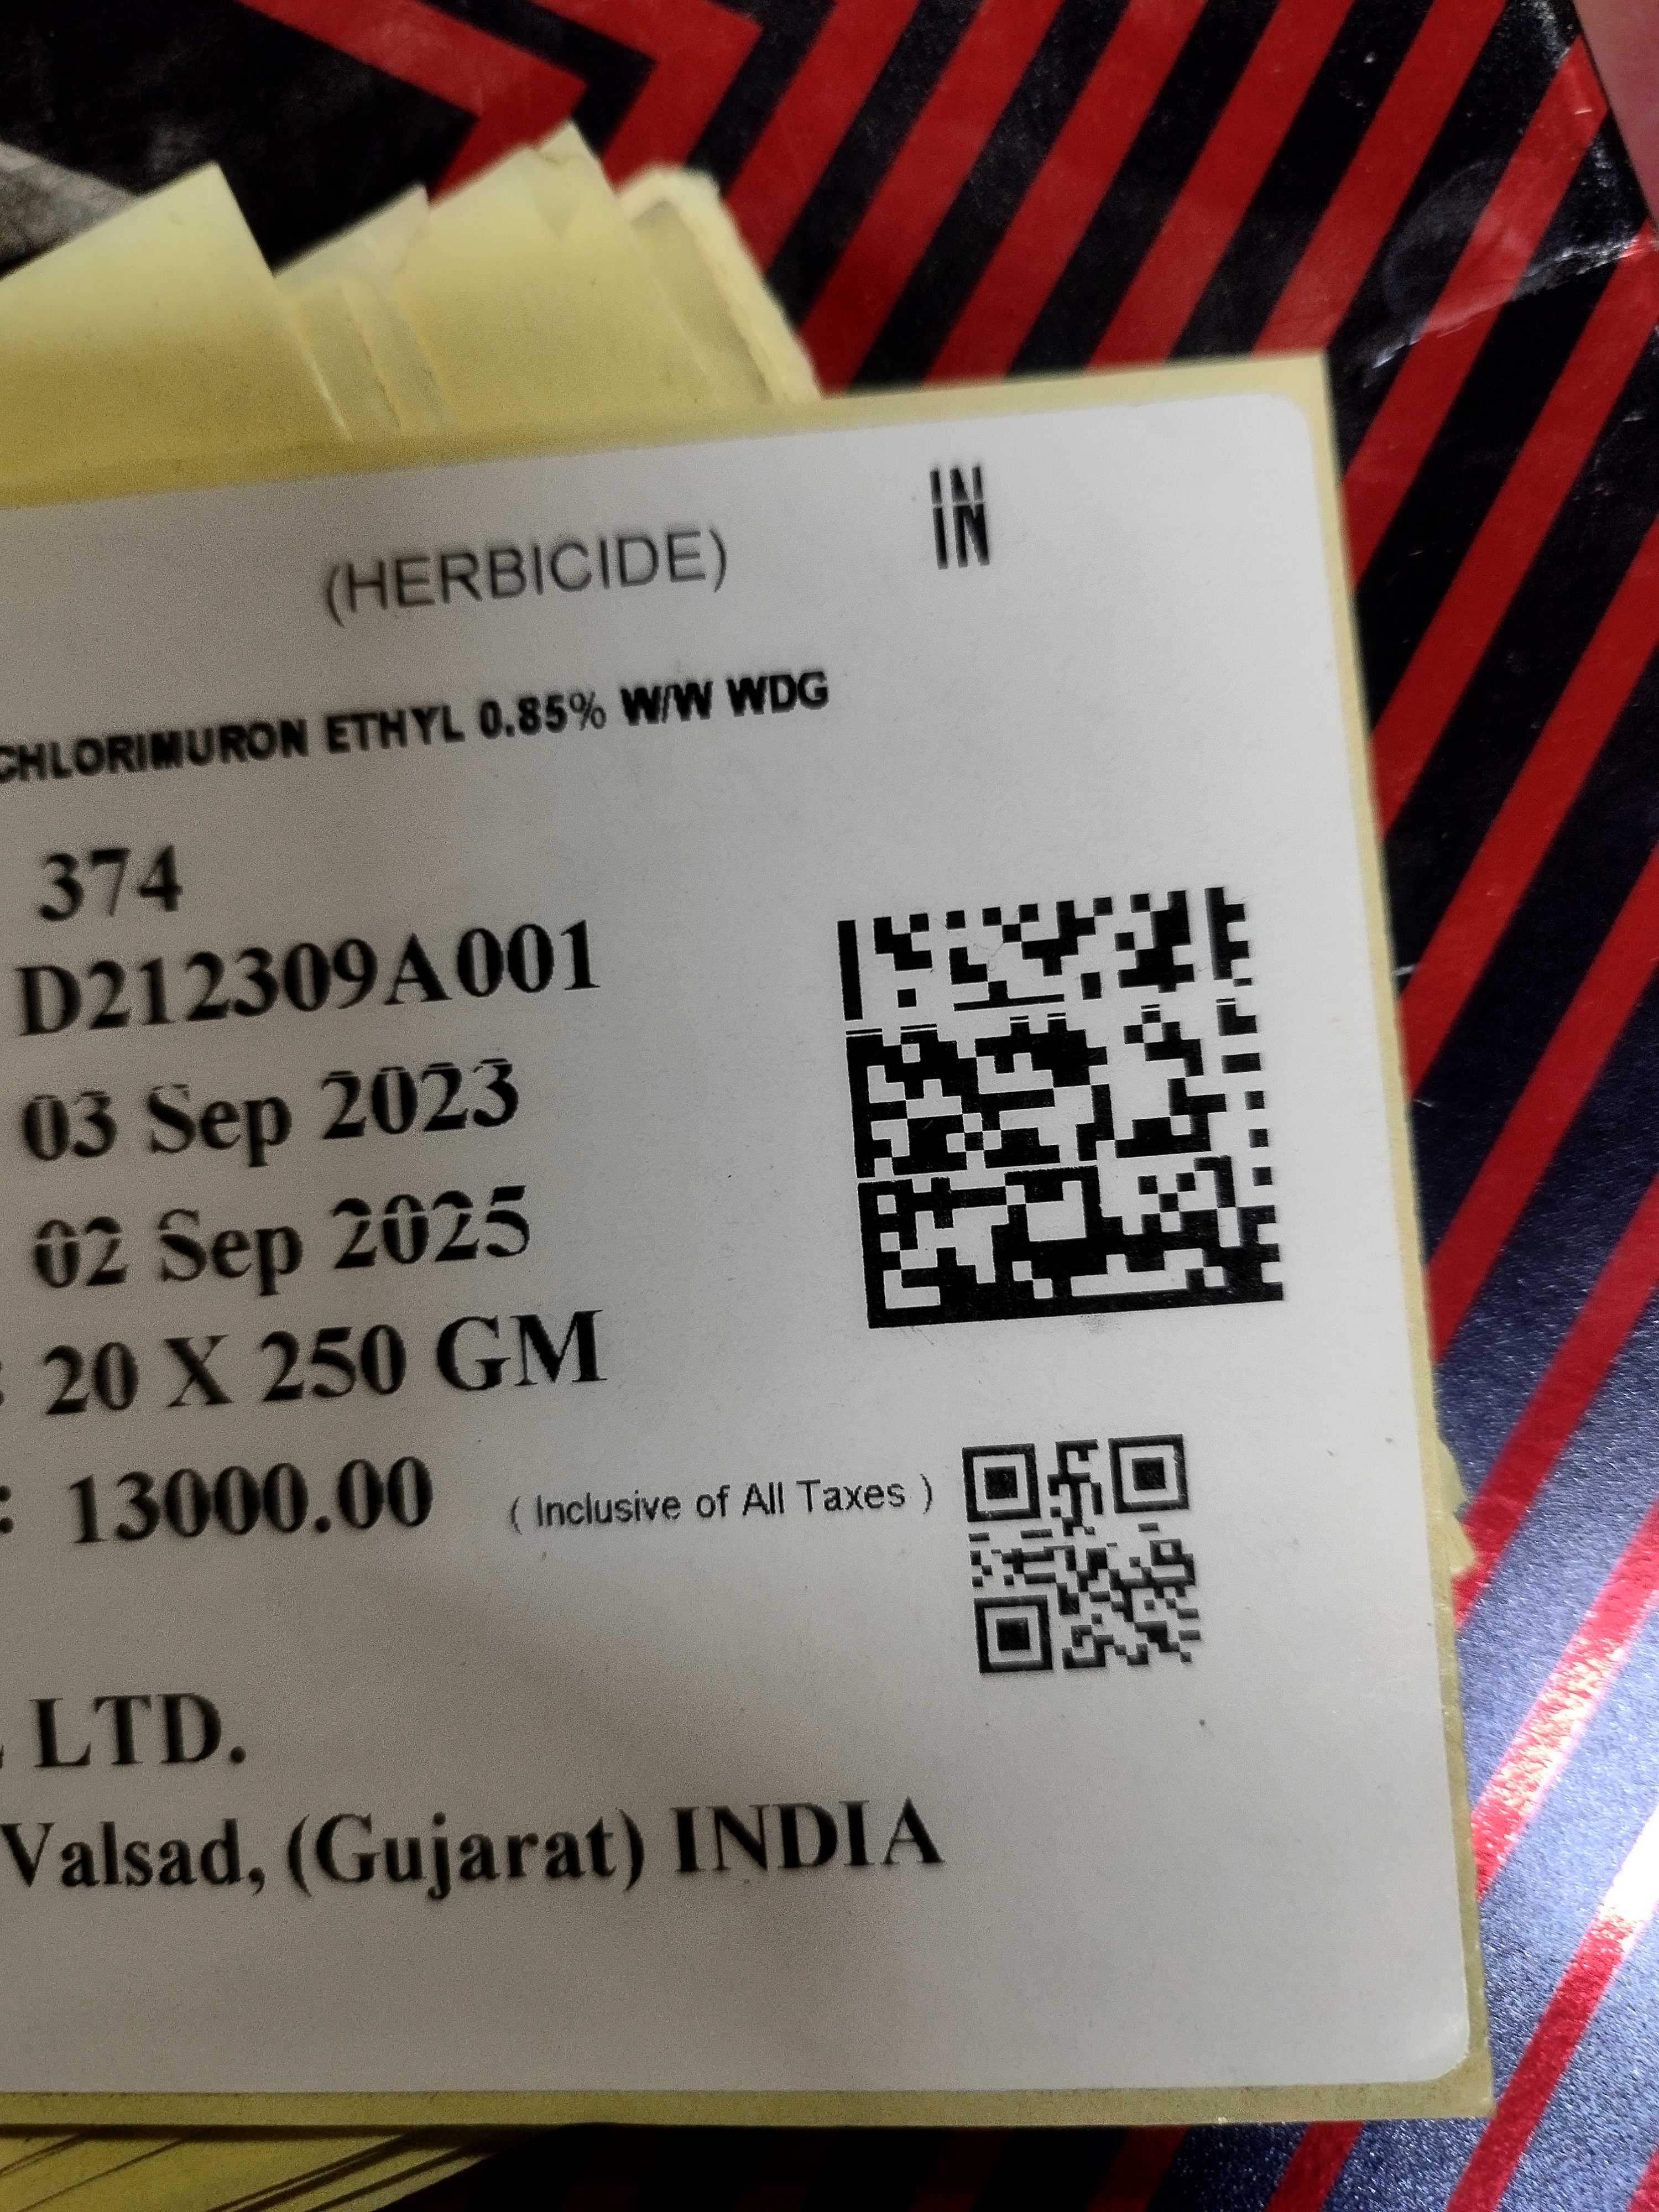 (HERBICIDE)
IN
CHLORIMURON ETHYL 0.85% W/W WDG
374
D212309A001
03 Sep 2023
02 Sep 2025
: 20 X 250 GM
: 13000.00 ( Inclusive of All Taxes )
LTD.
Valsad, (Gujarat) INDIA